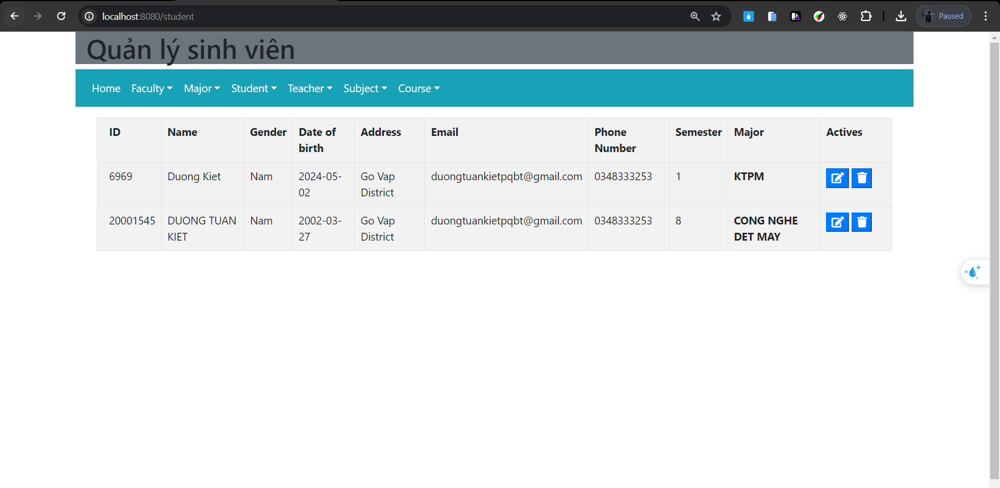 localhost:8080/student
Paused
Quản lý sinh viên
Home Faculty Major Student Teacher Subject Course
ID Name Gender Date of Address Email Phone Semester Major Actives
birth Number
6969 Duong Kiet Nam 2024-05- Go Vap duongtuankietpqbt@gmail.com 0348333253 1 KTPM
02 District
20001545 DUONG TUAN Nam 2002-03- Go Vap duongtuankietpqbt@gmail.com 0348333253 8 CONG NGHE
KIET 27 District DET MAY